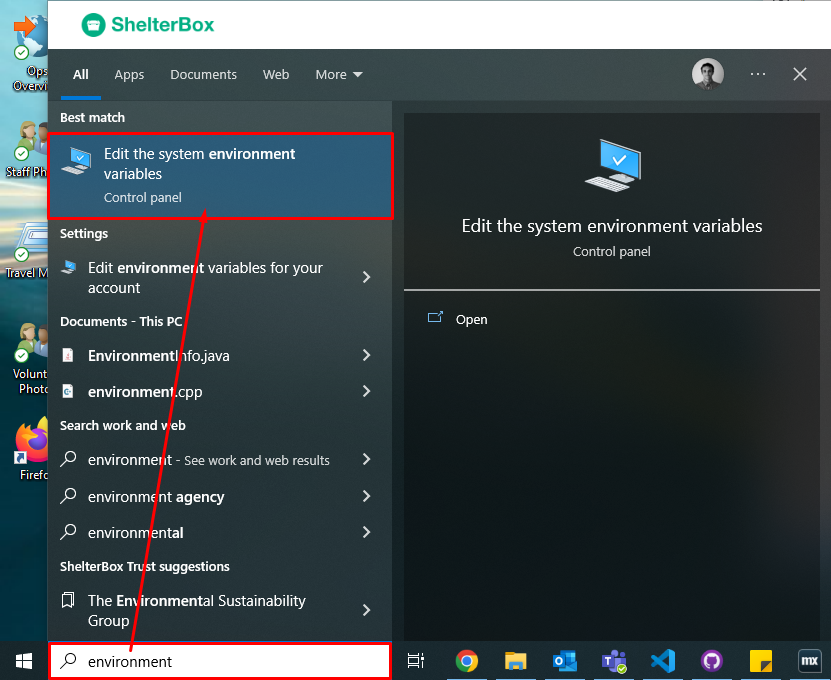 ShelterBox
All Apps Documents Web More
Best match
Edit the system environment
variables
Control panel
Settings
Edit environment variables for your
account
Documents - This PC
EnvironmentInfo.java
environment.cpp
Search work and web
environment - See work and web results
environment agency
environmental
ShelterBox Trust suggestions
The Environmental Sustainability
Group
environment
Edit the system environment variables
Control panel
Open
Ops
Overvi
Staff Ph
Travel M
Volunt
Photo
Firefo
mx